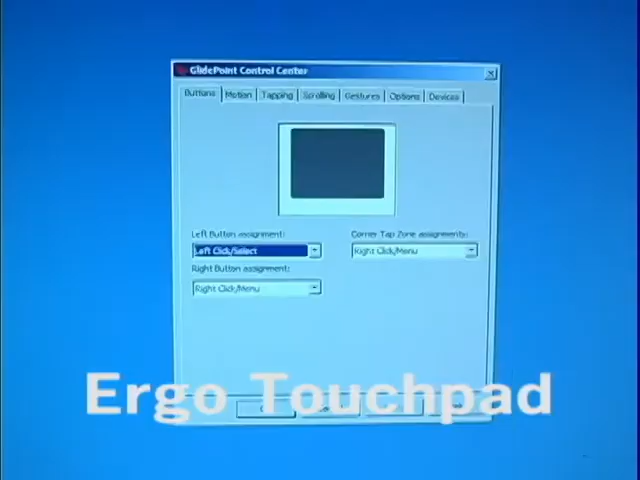 GlidePoint Control Center
Buttons Motion Tapping Scrolling Gestures Options Devices
Left Button assignment: Corner Tap Zone assignments:
Left Click/Select Right Click/Menu
Right Button assignment:
Right Click/Menu
Ergo Touchpad